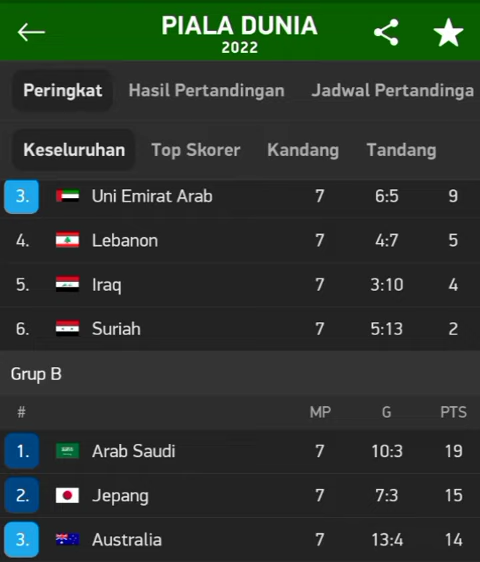 PIALA DUNIA
2022
Peringkat Hasil Pertandingan Jadwal Pertandinga
Keseluruhan Top Skorer Kandang Tandang
3. Uni Emirat Arab 7 6:5 9
4. Lebanon 7 4:7 5
5. Iraq 7 3:10 4
6. Suriah 7 5:13 2
Grup B
# MP G PTS
1. Arab Saudi 7 10:3 19
2. Jepang 7 7:3 15
3. Australia 7 13:4 14